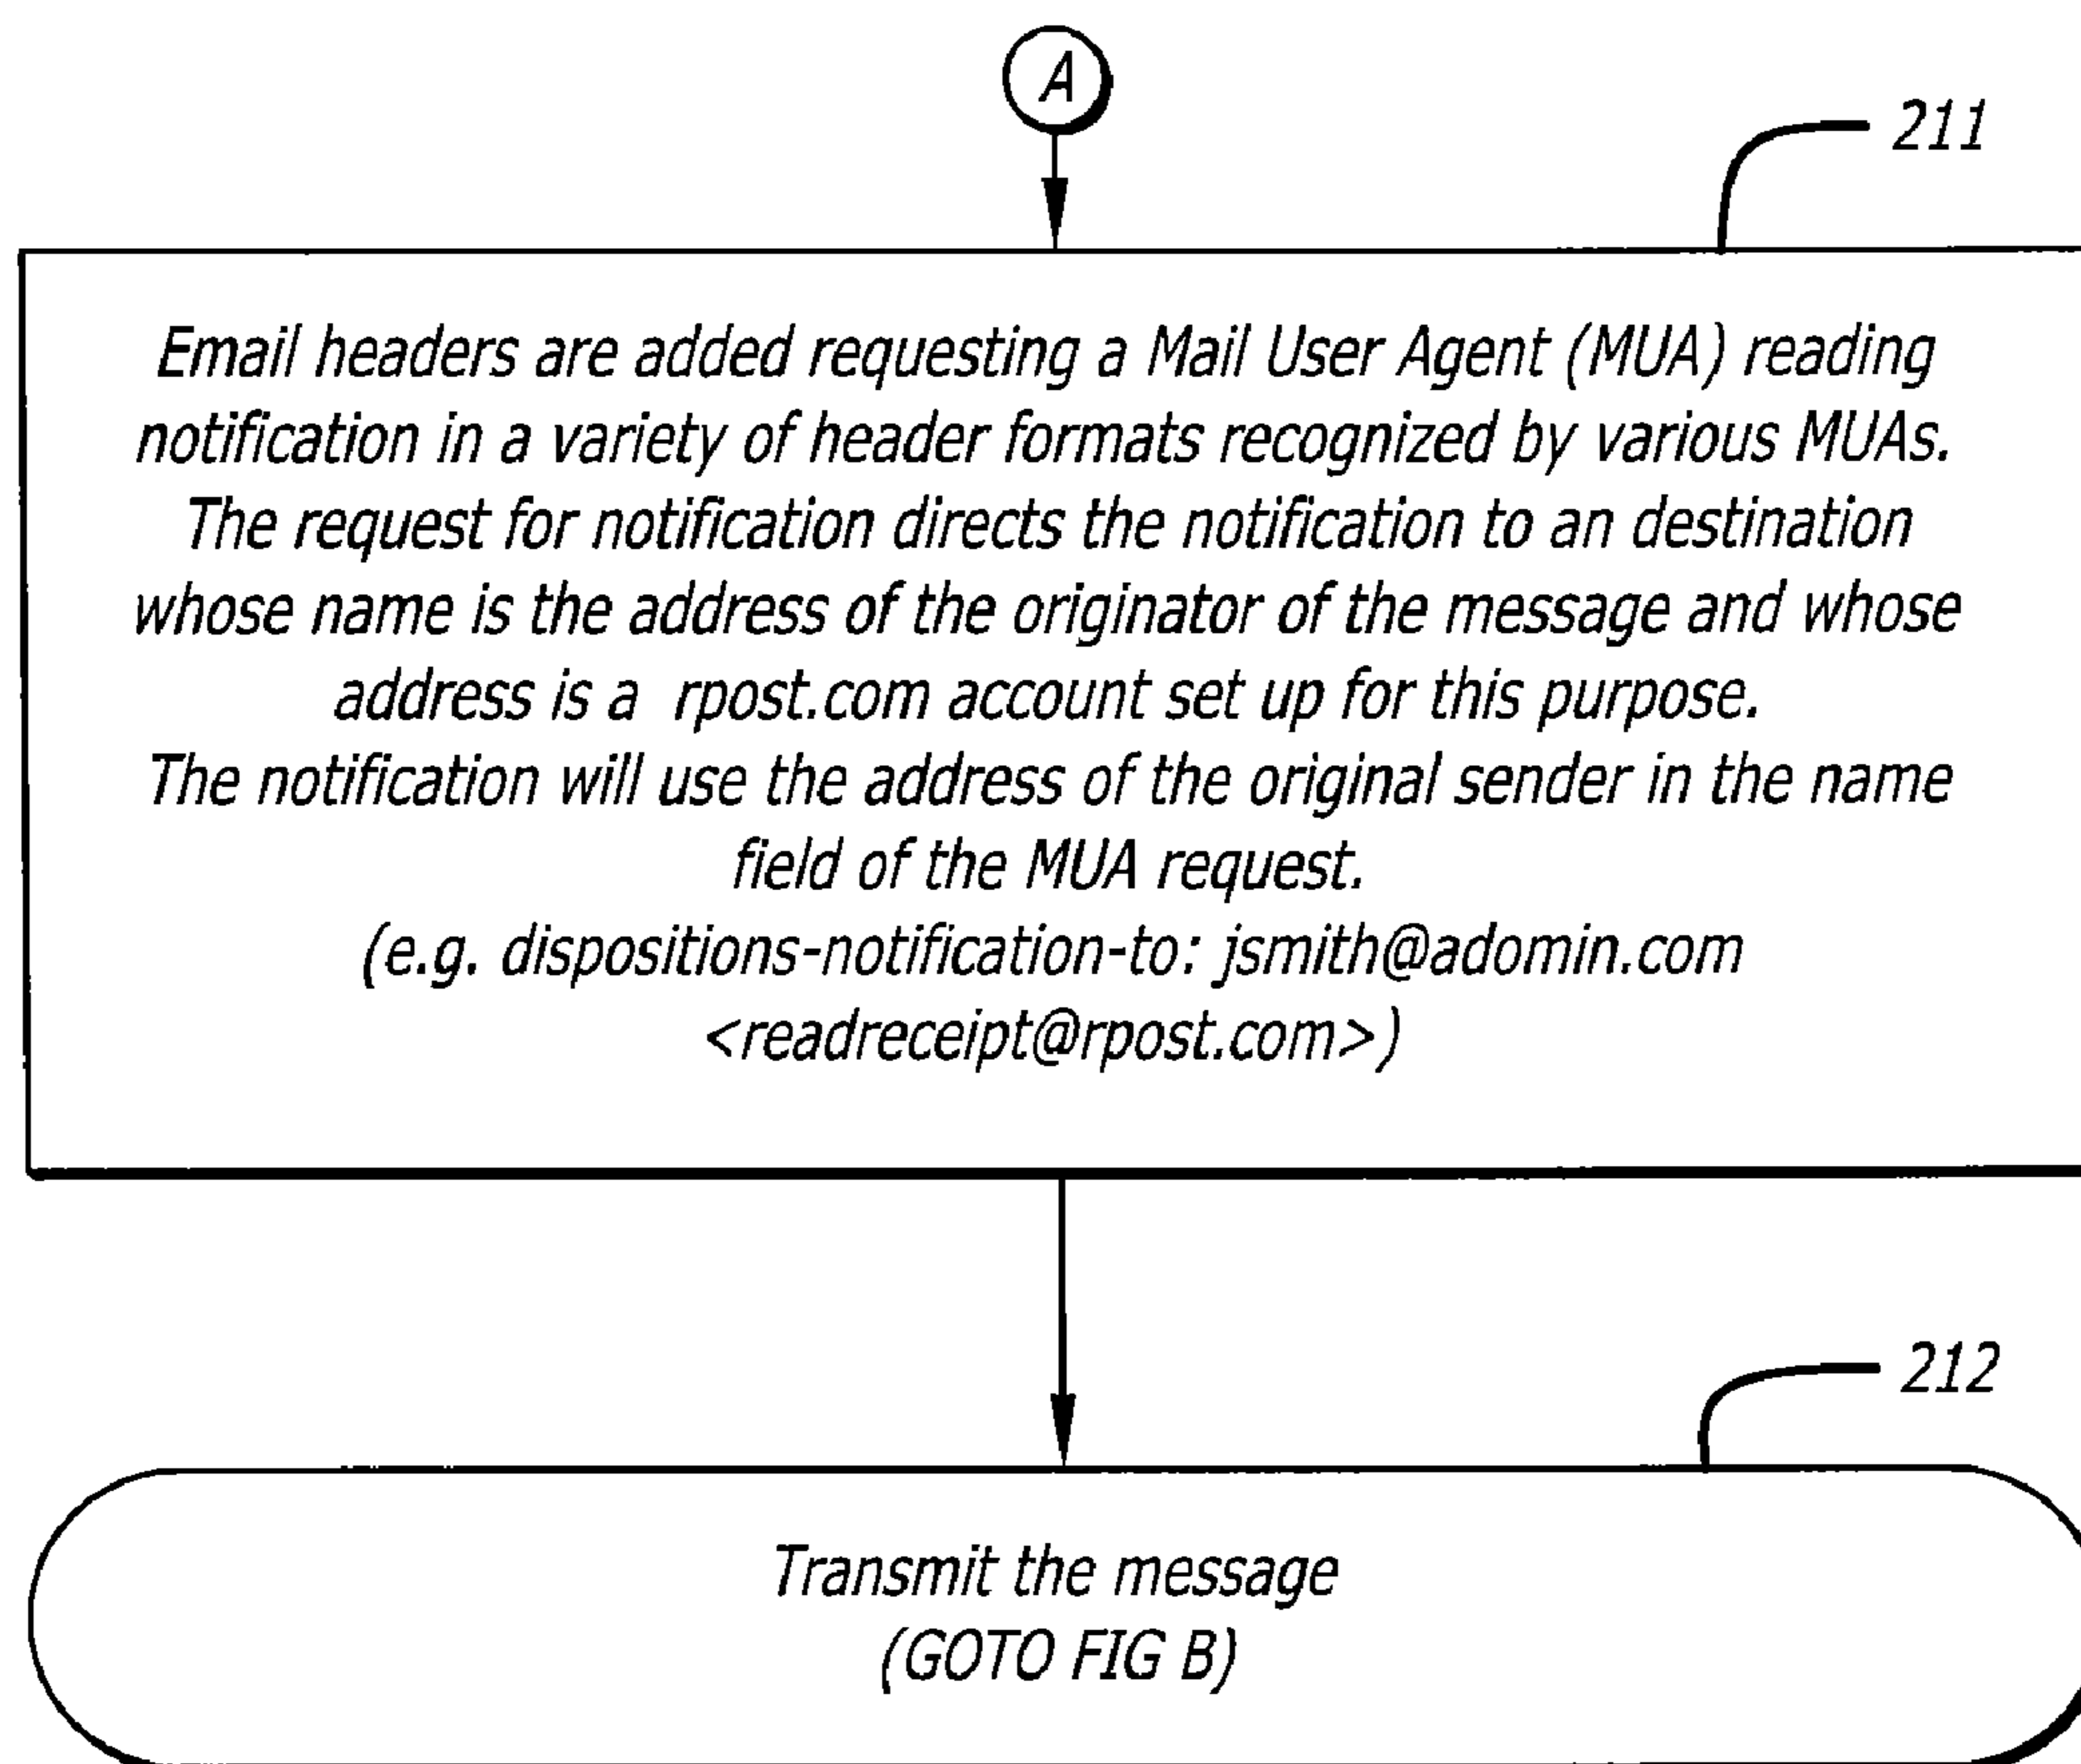 A
211
Email headers are added requesting a Mail User Agent (MUA) reading
notification in a variety of header formats recognized by various MUAs.
The request for notification directs the notification to an destination
whose name is the address of the originator of the message and whose
address is a rpost.com account set up for this purpose.
The notification will use the address of the original sender in the name
field of the MUA request.
(e.g. dispositions-notification-to: jsmith@adomin.com
<readreceipt@rpost.com>)
212
Transmit the message
(GOTO FIG B)